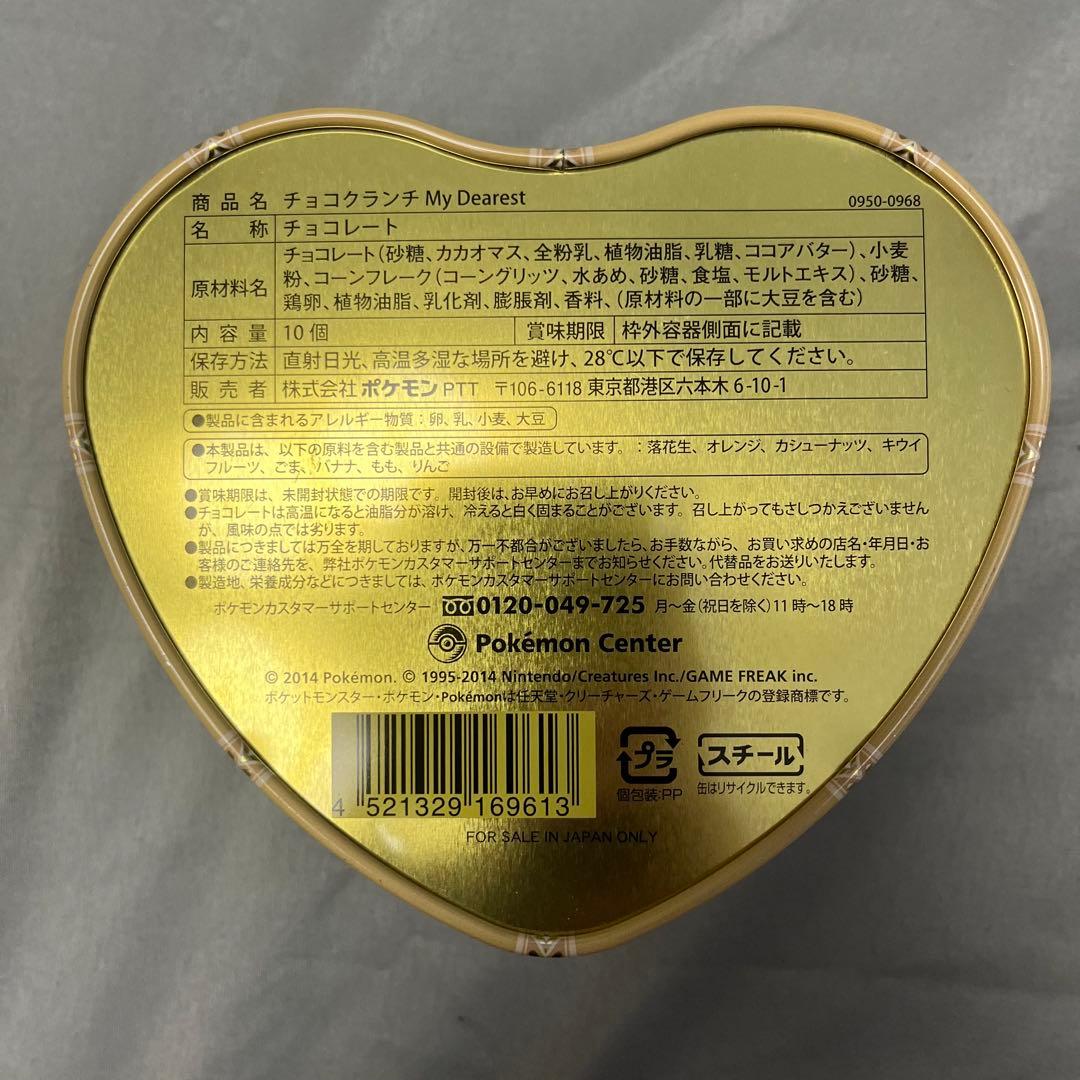 商品名 チョコクランチ My Dearest 0950-0968
名 称 チョコレート
原材料名 チョコレート(砂糖、カカオマス、全粉乳、植物油脂、乳糖、ココアバター)、小麦
粉、コーンフレーク(コーングリッツ、水あめ、砂糖、食塩、モルトエキス)、砂糖、
鶏卵、植物油脂、乳化剤、膨脹剤、香料、(原材料の一部に大豆を含む)
内容量 10個 賞味期限 枠外容器側面に記載
保存方法 直射日光、高温多湿な場所を避け、28℃以下で保存してください。
販売者 株式会社ポケモンPTT 〒106-6118 東京都港区六本木6-10-1
●製品に含まれるアレルギー物質:卵、乳、小麦、大豆
●本製品は、以下の原料を含む製品と共通の設備で製造しています。:落花生、オレンジ、カシューナッツ、キウイ
フルーツ、ごま、バナナ、もも、りんご
●賞味期限は、未開封状態での期限です。開封後は、お早めにお召し上がりください。
●チョコレートは高温になると油脂分が溶け、冷えると白く固まることがございます。召し上がってもさしつかえございません
が、風味の点では劣ります。
●製品につきましては万全を期しておりますが、万一不都合がございましたら、お手数ながら、お買い求めの店名・年月日・お
客様のご連絡先を、弊社ポケモンカスタマーサポートセンターまでお知らせください。代替品をお送りいたします。
●製造地、栄養成分などにつきましては、ポケモンカスタマーサポートセンターにお問い合わせください。
ポケモンカスタマーサポートセンター 0120-049-725 月~金(祝日を除く)11時~18時
Pokémon Center
© 2014 Pokémon. © 1995-2014 Nintendo/Creatures Inc./GAME FREAK inc.
ポケットモンスター・ポケモン・Pokémonは任天堂・クリーチャーズ・ゲームフリークの登録商標です。
プラ スチール
個包装:PP 缶はリサイクルできます。
4 521329 169613
FOR SALE IN JAPAN ONLY